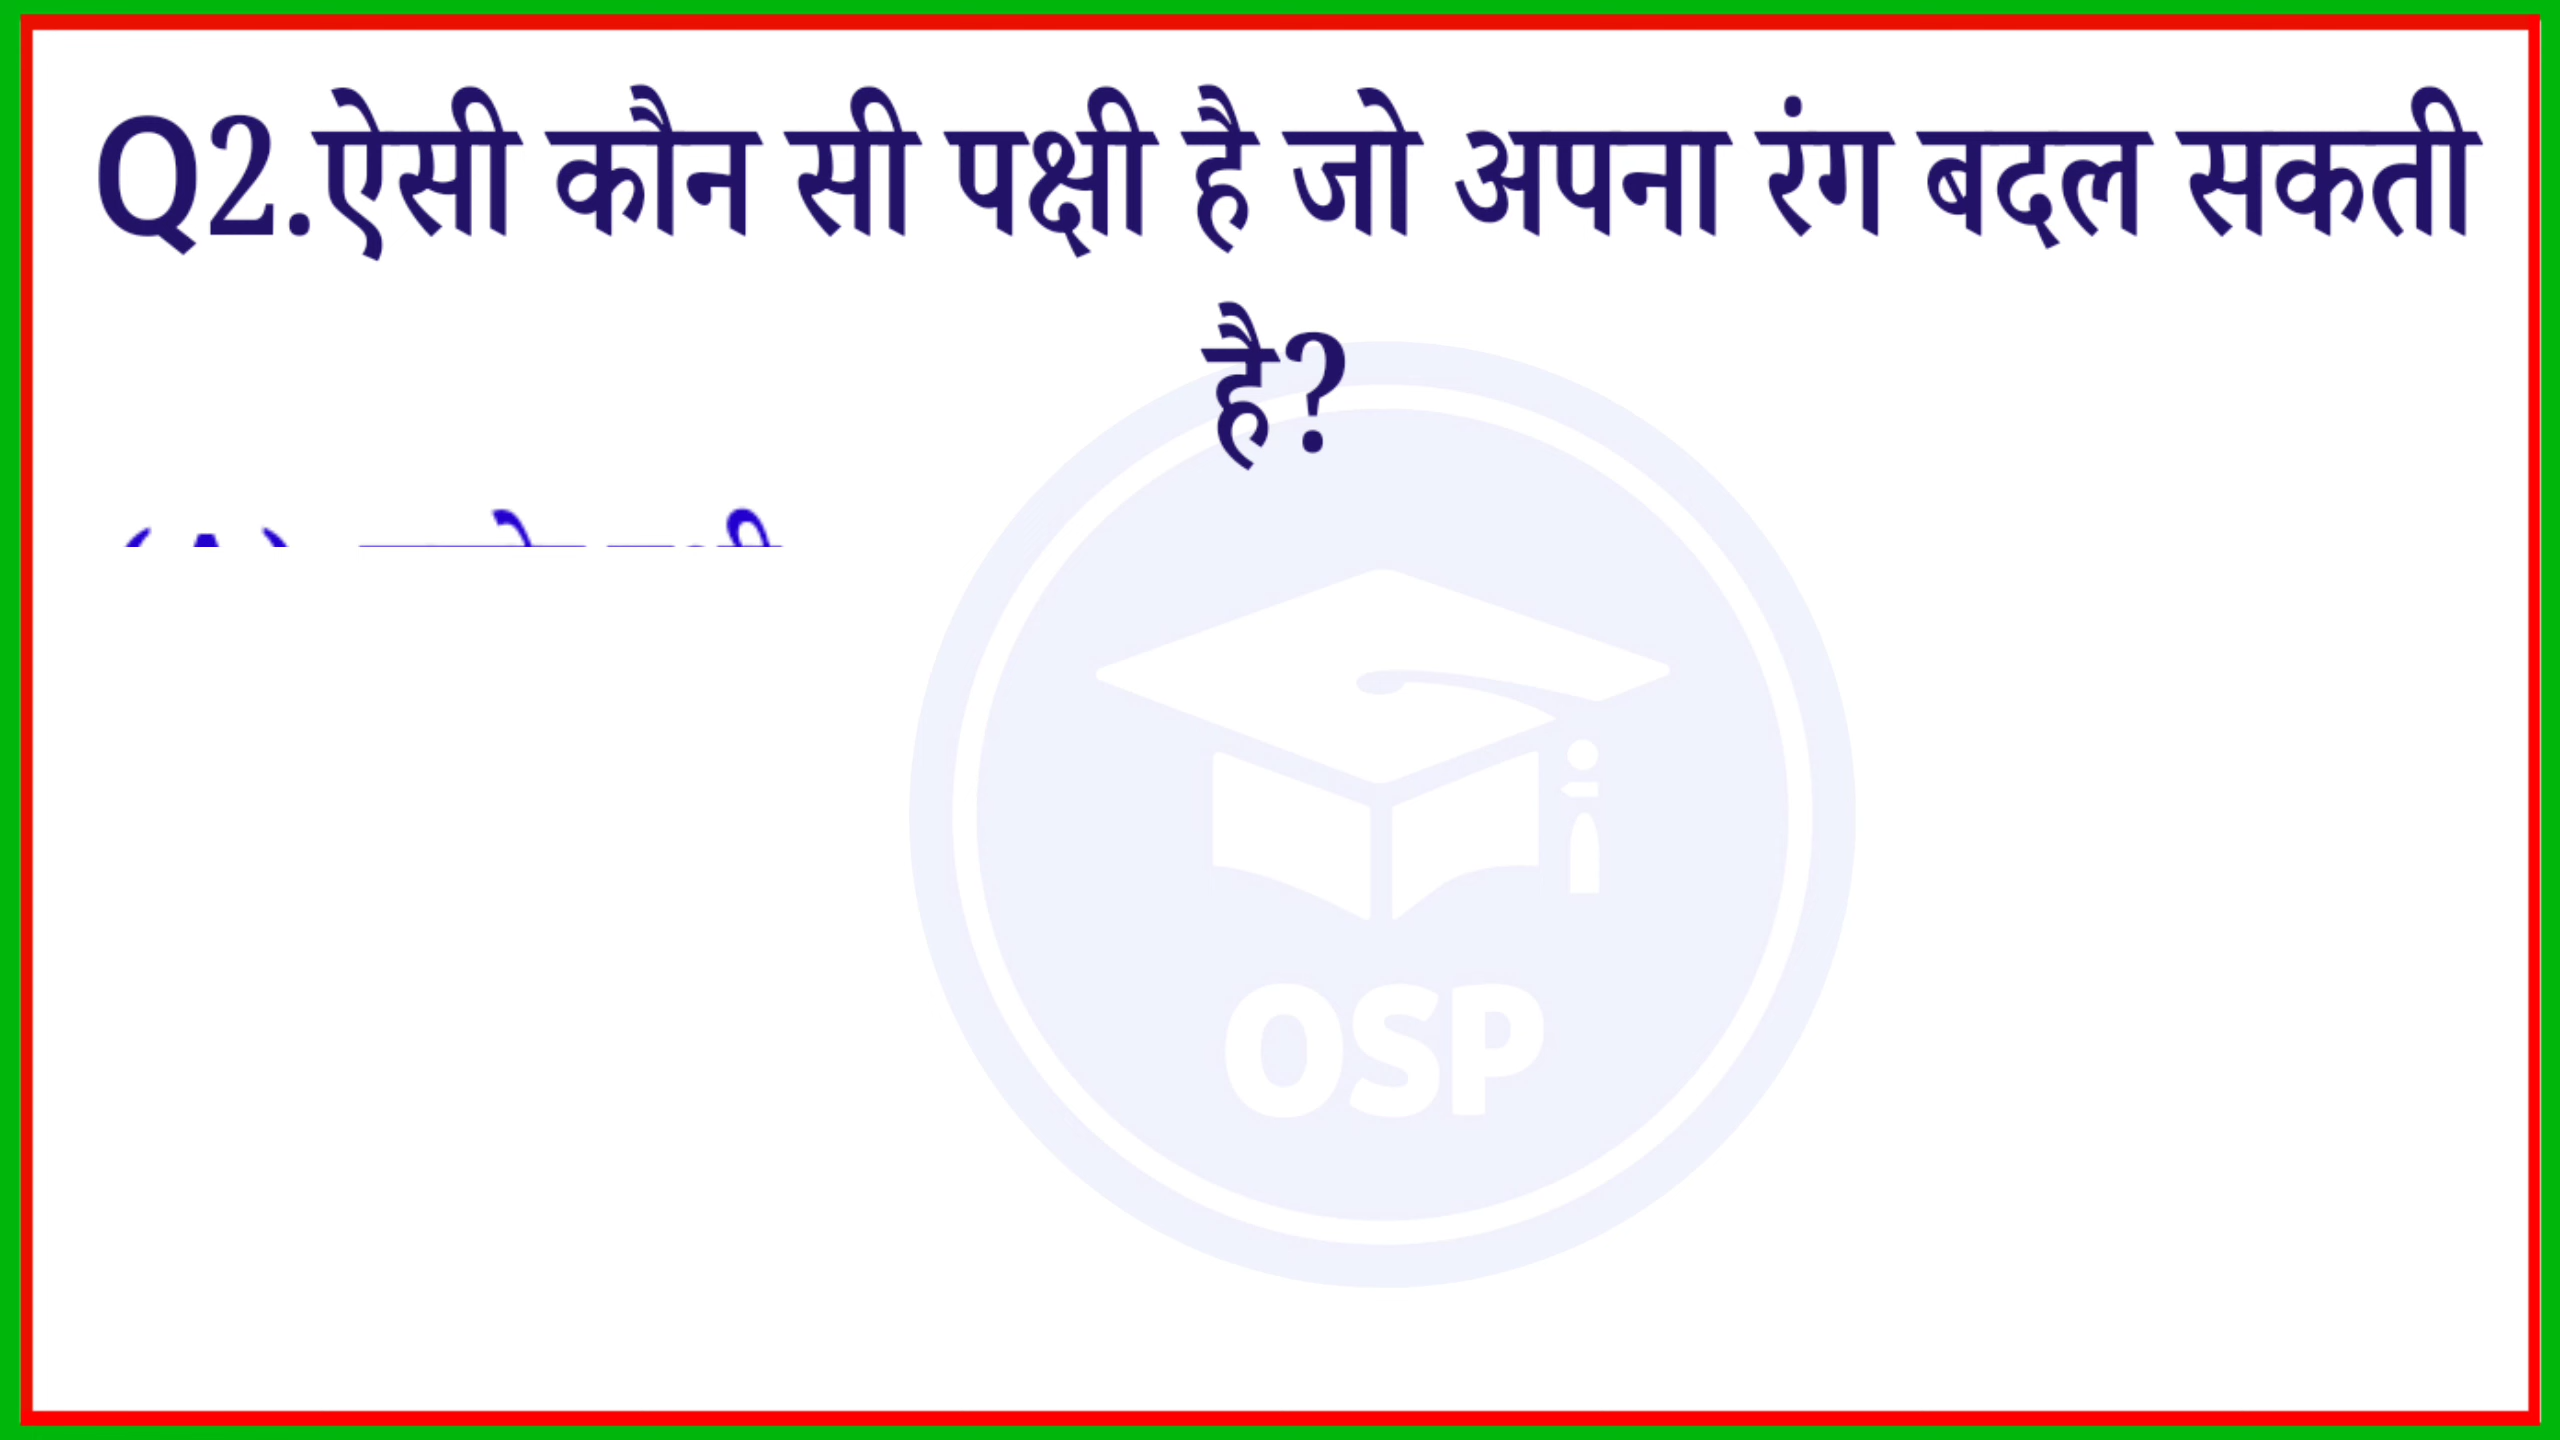 Q2.ऐसी कौन सी पक्षी है जो अपना रंग बदल सकती
है?
OSP